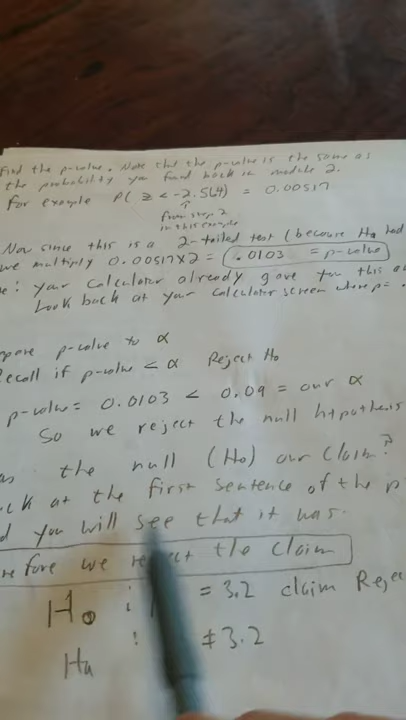 Find the p-value. Note that the p-value is the same as
the probability you found back in module 2.
For example P( z < -2.564) = 0.00517
from step 2
in this example
Now since this is a 2-tailed test (because Ha had
we multiply 0.00517x2 = .0103 = p-value
: your calculator already gave you this
Look back at your calculator screen where p=
p-value to α
ecall if p-value < α Reject Ho
p-value = 0.0103 < 0.09 = our α
So we reject the null hypothesis
the null (Ho) our claim?
ck at the first sentence of the p
d you will see that it was.
refore we reject the claim
Ho : = 3.2 claim Rejec
Ha : ≠ 3.2